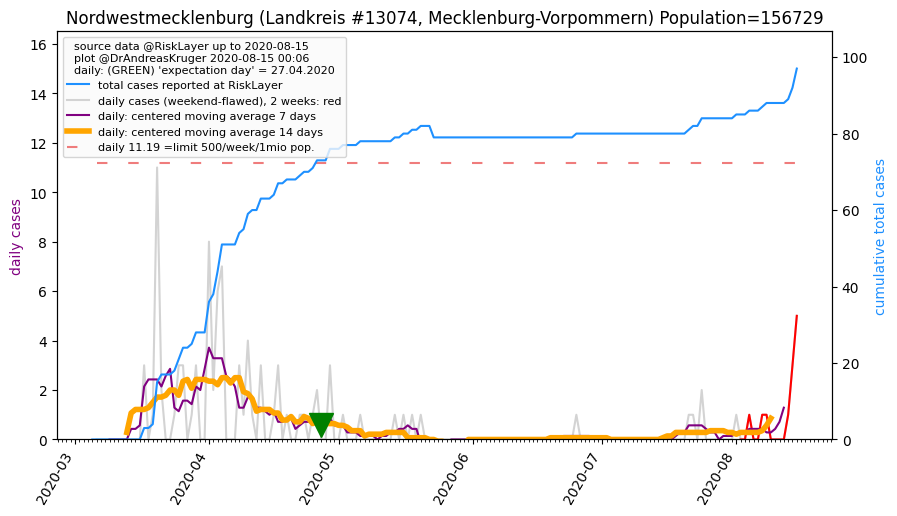 Nordwestmecklenburg (Landkreis #13074, Mecklenburg-Vorpommern) Population=156729
source data @RiskLayer up to 2020-08-15
plot @DrAndreasKruger 2020-08-15 00:06
daily: (GREEN) 'expectation day' = 27.04.2020
total cases reported at RiskLayer
daily cases (weekend-flawed), 2 weeks: red
daily: centered moving average 7 days
daily: centered moving average 14 days
daily 11.19 =limit 500/week/1mio pop.
daily cases
16
14
12
10
8
6
4
2
0
100
80
60
40
20
0
cumulative total cases
2020-03
2020-04
2020-05
2020-06
2020-07
2020-08